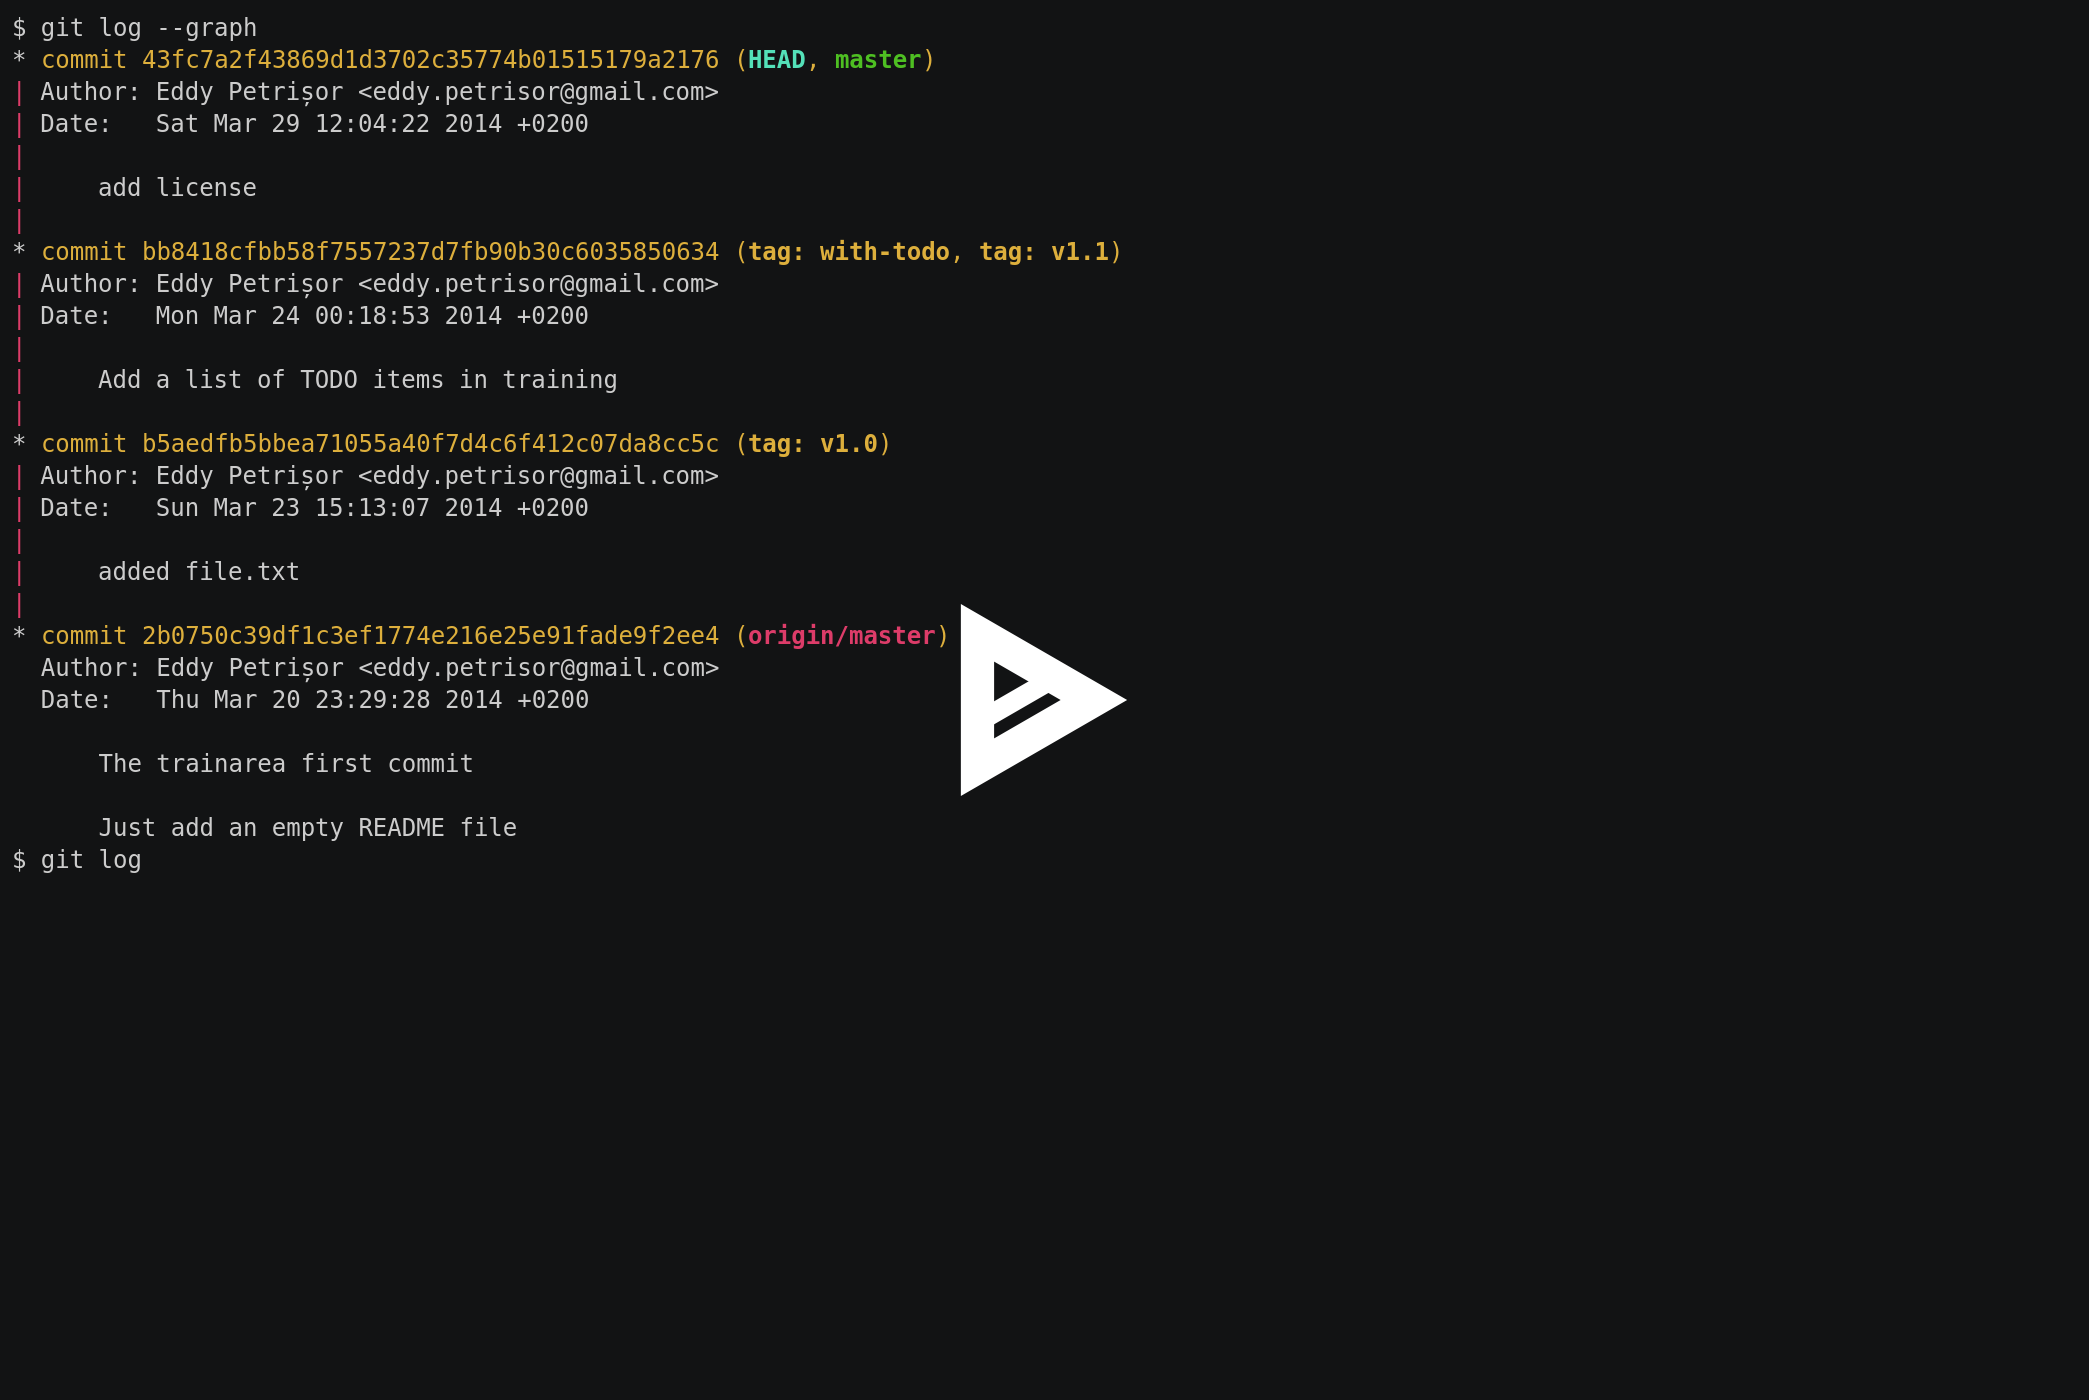 $ git log --graph
* commit 43fc7a2f43869d1d3702c35774b01515179a2176 (HEAD, master)
| Author: Eddy Petrișor <eddy.petrisor@gmail.com>
| Date:   Sat Mar 29 12:04:22 2014 +0200
|
|     add license
|
* commit bb8418cfbb58f7557237d7fb90b30c6035850634 (tag: with-todo, tag: v1.1)
| Author: Eddy Petrișor <eddy.petrisor@gmail.com>
| Date:   Mon Mar 24 00:18:53 2014 +0200
|
|     Add a list of TODO items in training
|
* commit b5aedfb5bbea71055a40f7d4c6f412c07da8cc5c (tag: v1.0)
| Author: Eddy Petrișor <eddy.petrisor@gmail.com>
| Date:   Sun Mar 23 15:13:07 2014 +0200
|
|     added file.txt
|
* commit 2b0750c39df1c3ef1774e216e25e91fade9f2ee4 (origin/master)
  Author: Eddy Petrișor <eddy.petrisor@gmail.com>
  Date:   Thu Mar 20 23:29:28 2014 +0200

      The trainarea first commit

      Just add an empty README file
$ git log